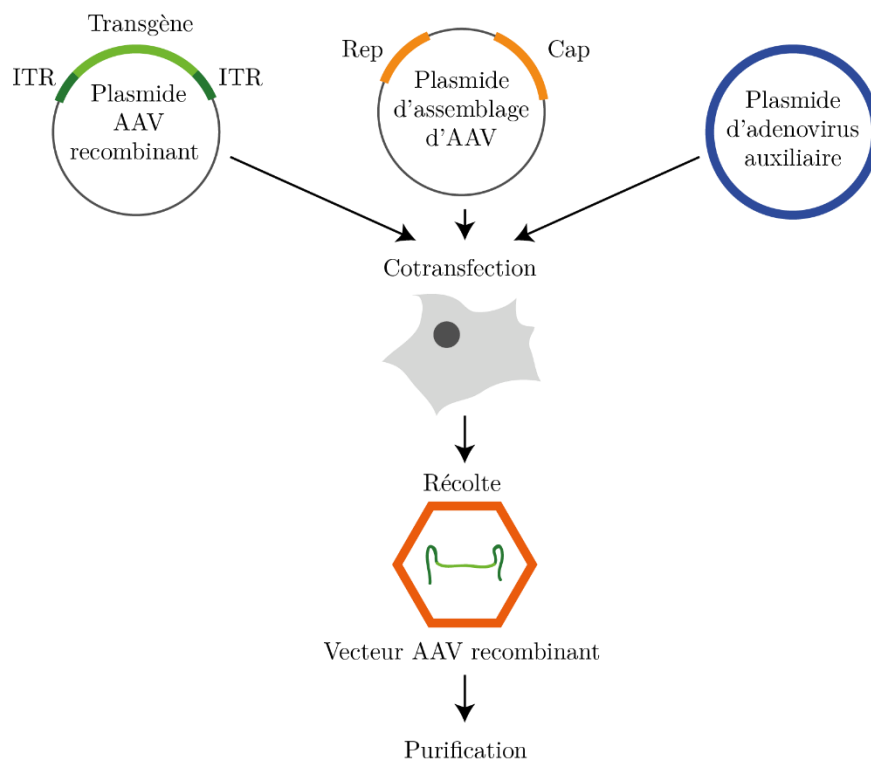 Transgène
ITR
ITR
Plasmide
AAV
recombinant
Rep
Cap
Plasmide
d'assemblage
d'AAV
Plasmide
d'adenovirus
auxiliaire
Cotransfection
Récolte
Vecteur AAV recombinant
Purification